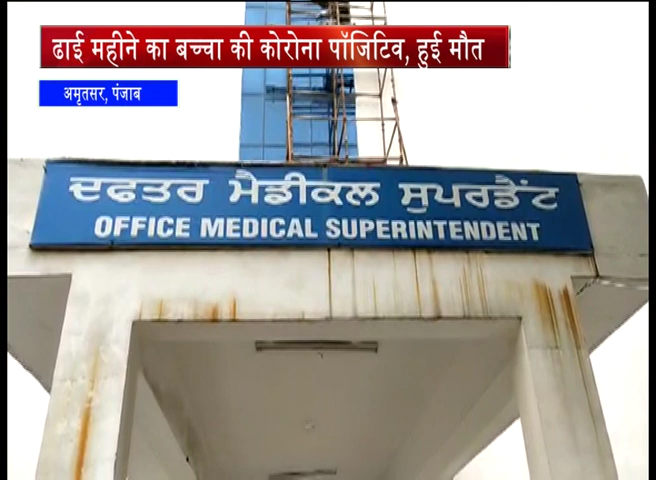 ढाई महीने का बच्चा की कोरोना पॉजिटिव, हुई मौत
अमृतसर, पंजाब
ਦਫਤਰ ਮੈਡੀਕਲ ਸੁਪਰਡੈਂਟ
OFFICE MEDICAL SUPERINTENDENT